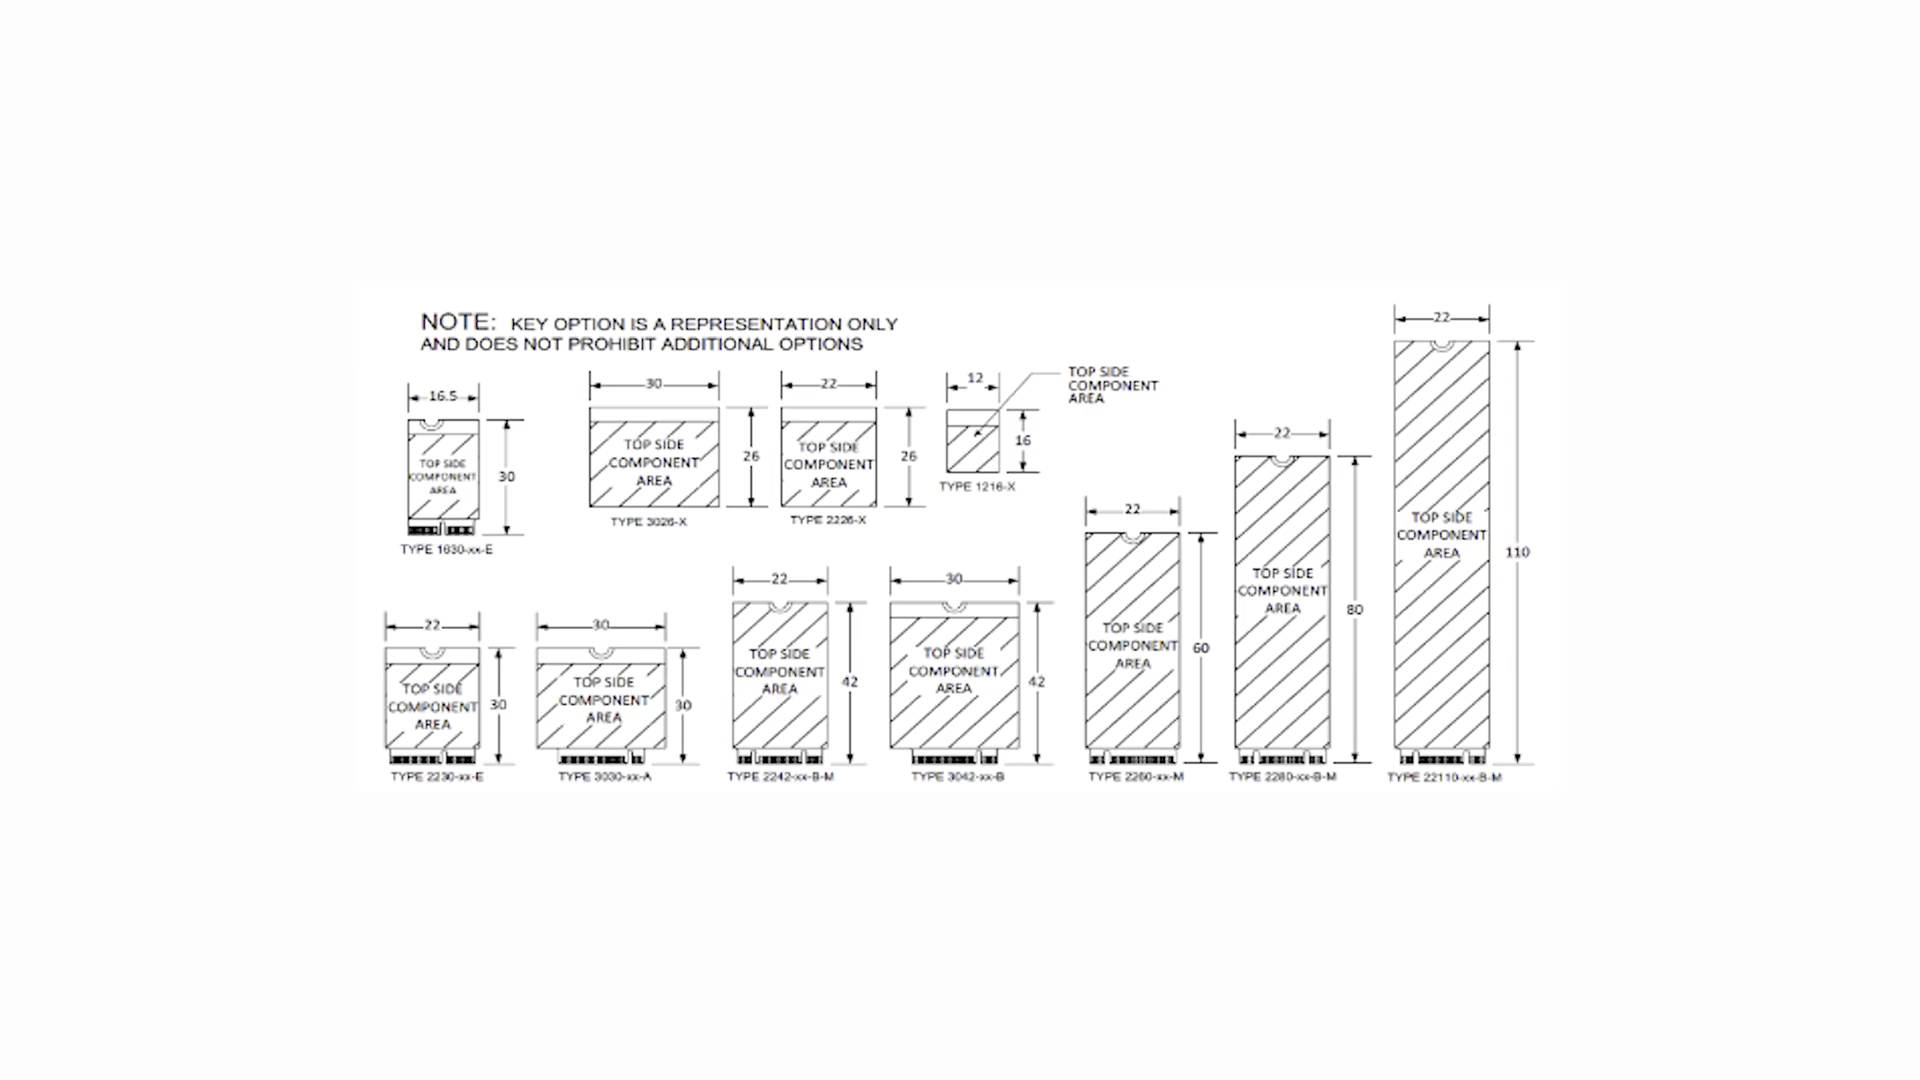 NOTE: KEY OPTION IS A REPRESENTATION ONLY
AND DOES NOT PROHIBIT ADDITIONAL OPTIONS
16.5
TOP SIDE
COMPONENT
AREA
30
TYPE 1630-xx-E
30
TOP SIDE
COMPONENT
AREA
26
TYPE 3026-X
22
TOP SIDE
COMPONENT
AREA
26
TYPE 2226-X
12
TOP SIDE
COMPONENT
AREA
16
TYPE 1216-X
22
TOP SIDE
COMPONENT
AREA
30
TYPE 2230-xx-E
30
TOP SIDE
COMPONENT
AREA
30
TYPE 3030-xx-A
22
TOP SIDE
COMPONENT
AREA
42
TYPE 2242-xx-B-M
30
TOP SIDE
COMPONENT
AREA
42
TYPE 3042-xx-B
22
TOP SIDE
COMPONENT
AREA
60
TYPE 2260-xx-M
22
TOP SIDE
COMPONENT
AREA
80
TYPE 2280-xx-B-M
22
TOP SIDE
COMPONENT
AREA
110
TYPE 22110-xx-B-M